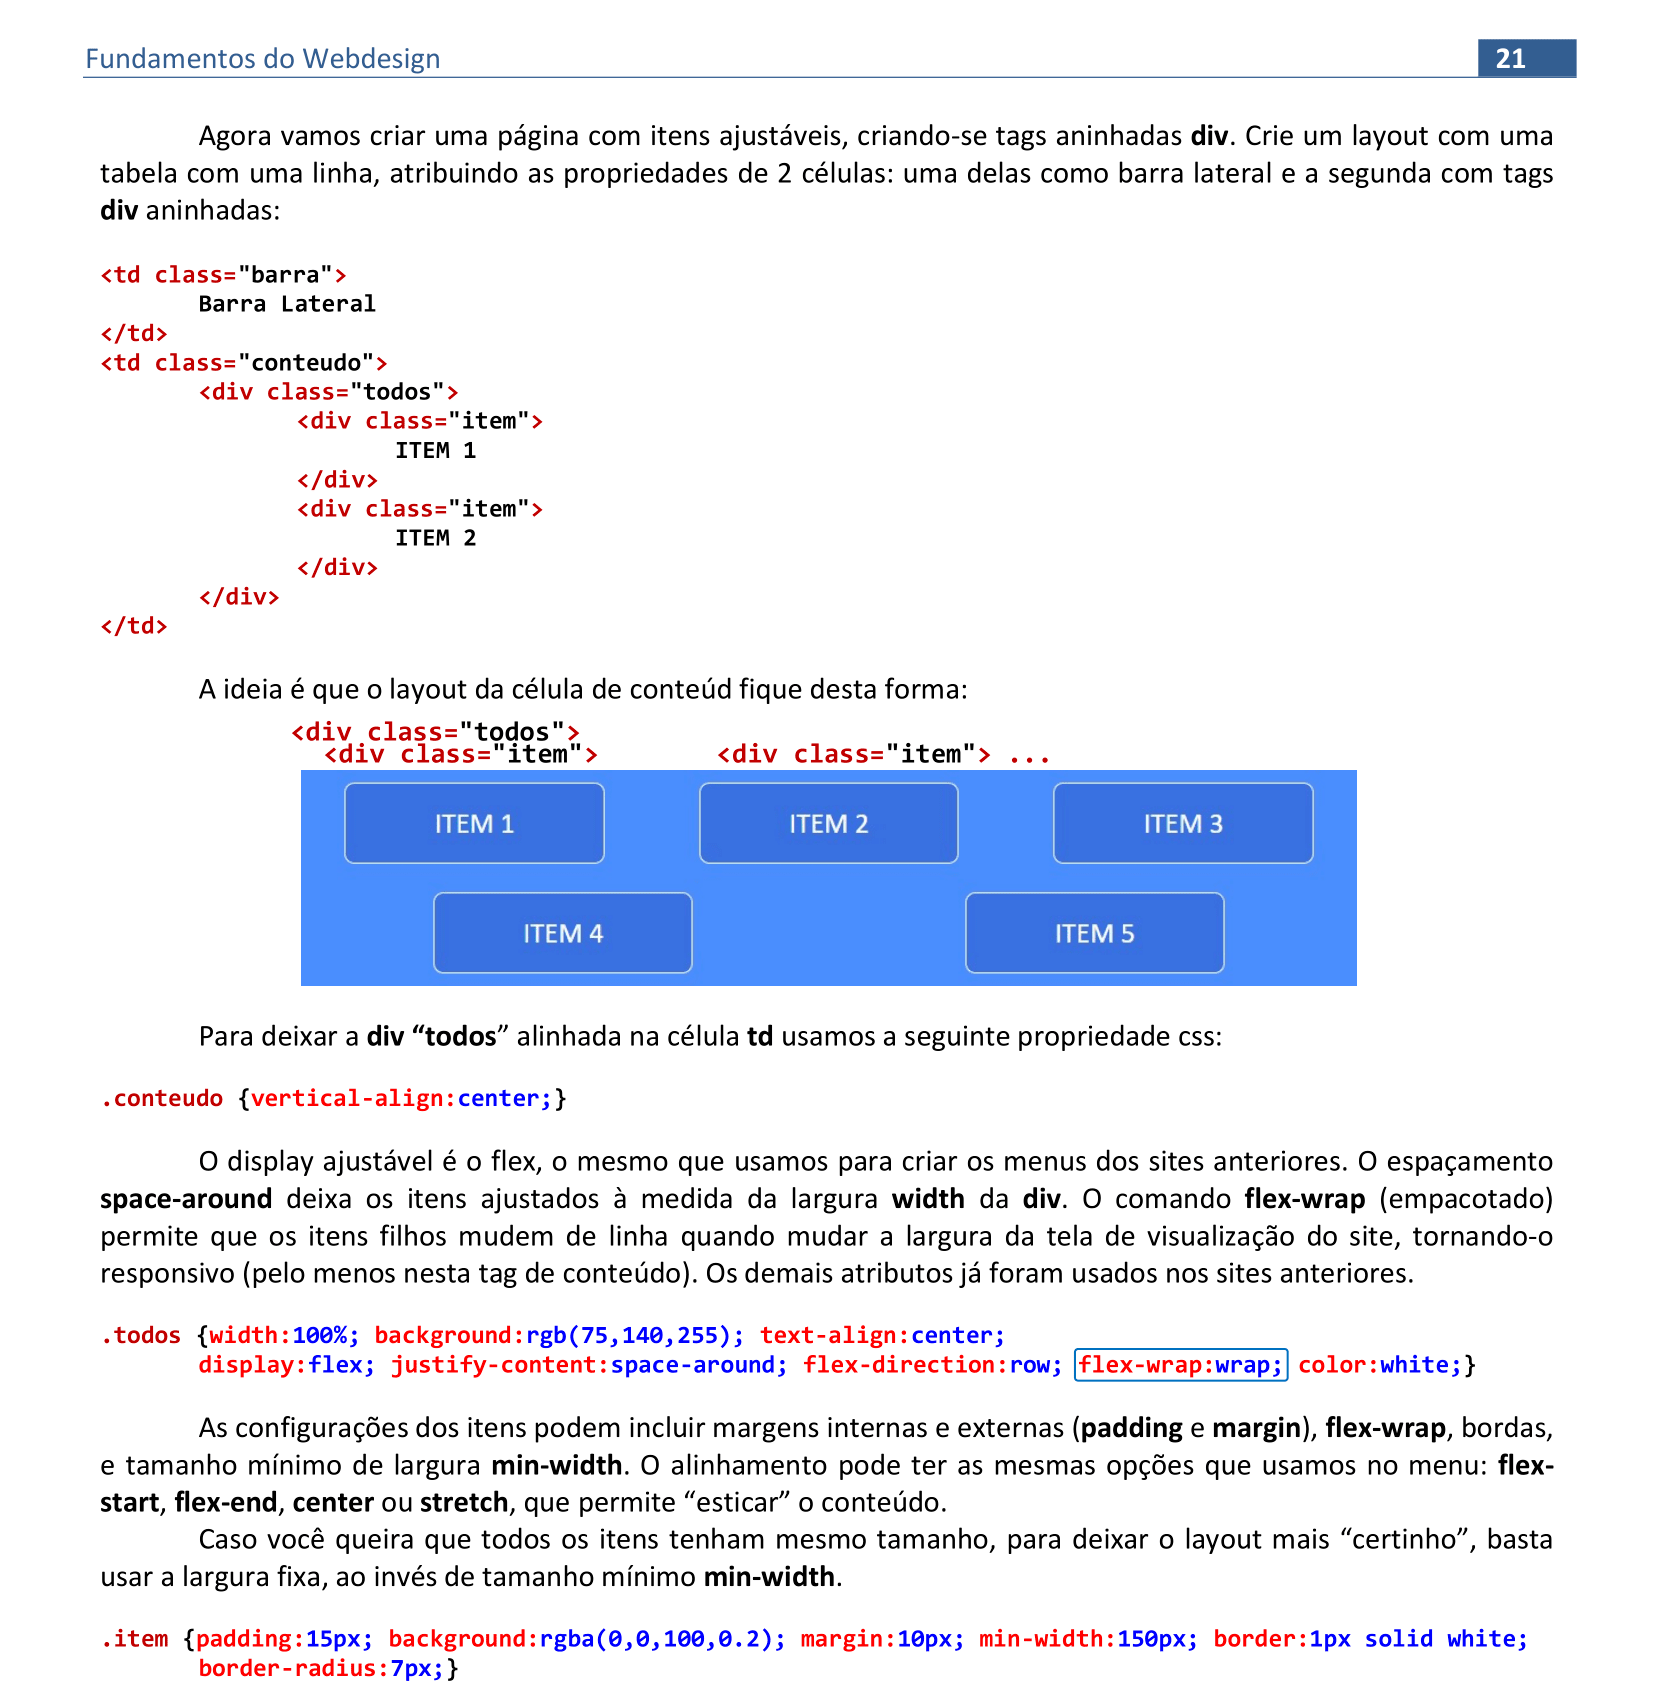 Fundamentos do Webdesign 21
Agora vamos criar uma página com itens ajustáveis, criando-se tags aninhadas div. Crie um layout com uma
tabela com uma linha, atribuindo as propriedades de 2 células: uma delas como barra lateral e a segunda com tags
div aninhadas:
<td class="barra">
Barra Lateral
</td>
<td class="conteudo">
<div class="todos">
<div class="item">
ITEM 1
</div>
<div class="item">
ITEM 2
</div>
</div>
</td>
A ideia é que o layout da célula de conteúd fique desta forma:
<div class="todos">
<div class="item"> <div class="item"> ...
ITEM 1 ITEM 2 ITEM 3
ITEM 4 ITEM 5
Para deixar a div “todos” alinhada na célula td usamos a seguinte propriedade css:
.conteudo {vertical-align:center;}
O display ajustável é o flex, o mesmo que usamos para criar os menus dos sites anteriores. O espaçamento
space-around deixa os itens ajustados à medida da largura width da div. O comando flex-wrap (empacotado)
permite que os itens filhos mudem de linha quando mudar a largura da tela de visualização do site, tornando-o
responsivo (pelo menos nesta tag de conteúdo). Os demais atributos já foram usados nos sites anteriores.
.todos {width:100%; background:rgb(75,140,255); text-align:center;
display:flex; justify-content:space-around; flex-direction:row; flex-wrap:wrap; color:white;}
As configurações dos itens podem incluir margens internas e externas (padding e margin), flex-wrap, bordas,
e tamanho mínimo de largura min-width. O alinhamento pode ter as mesmas opções que usamos no menu: flex-
start, flex-end, center ou stretch, que permite “esticar” o conteúdo.
Caso você queira que todos os itens tenham mesmo tamanho, para deixar o layout mais “certinho”, basta
usar a largura fixa, ao invés de tamanho mínimo min-width.
.item {padding:15px; background:rgba(0,0,100,0.2); margin:10px; min-width:150px; border:1px solid white;
border-radius:7px;}